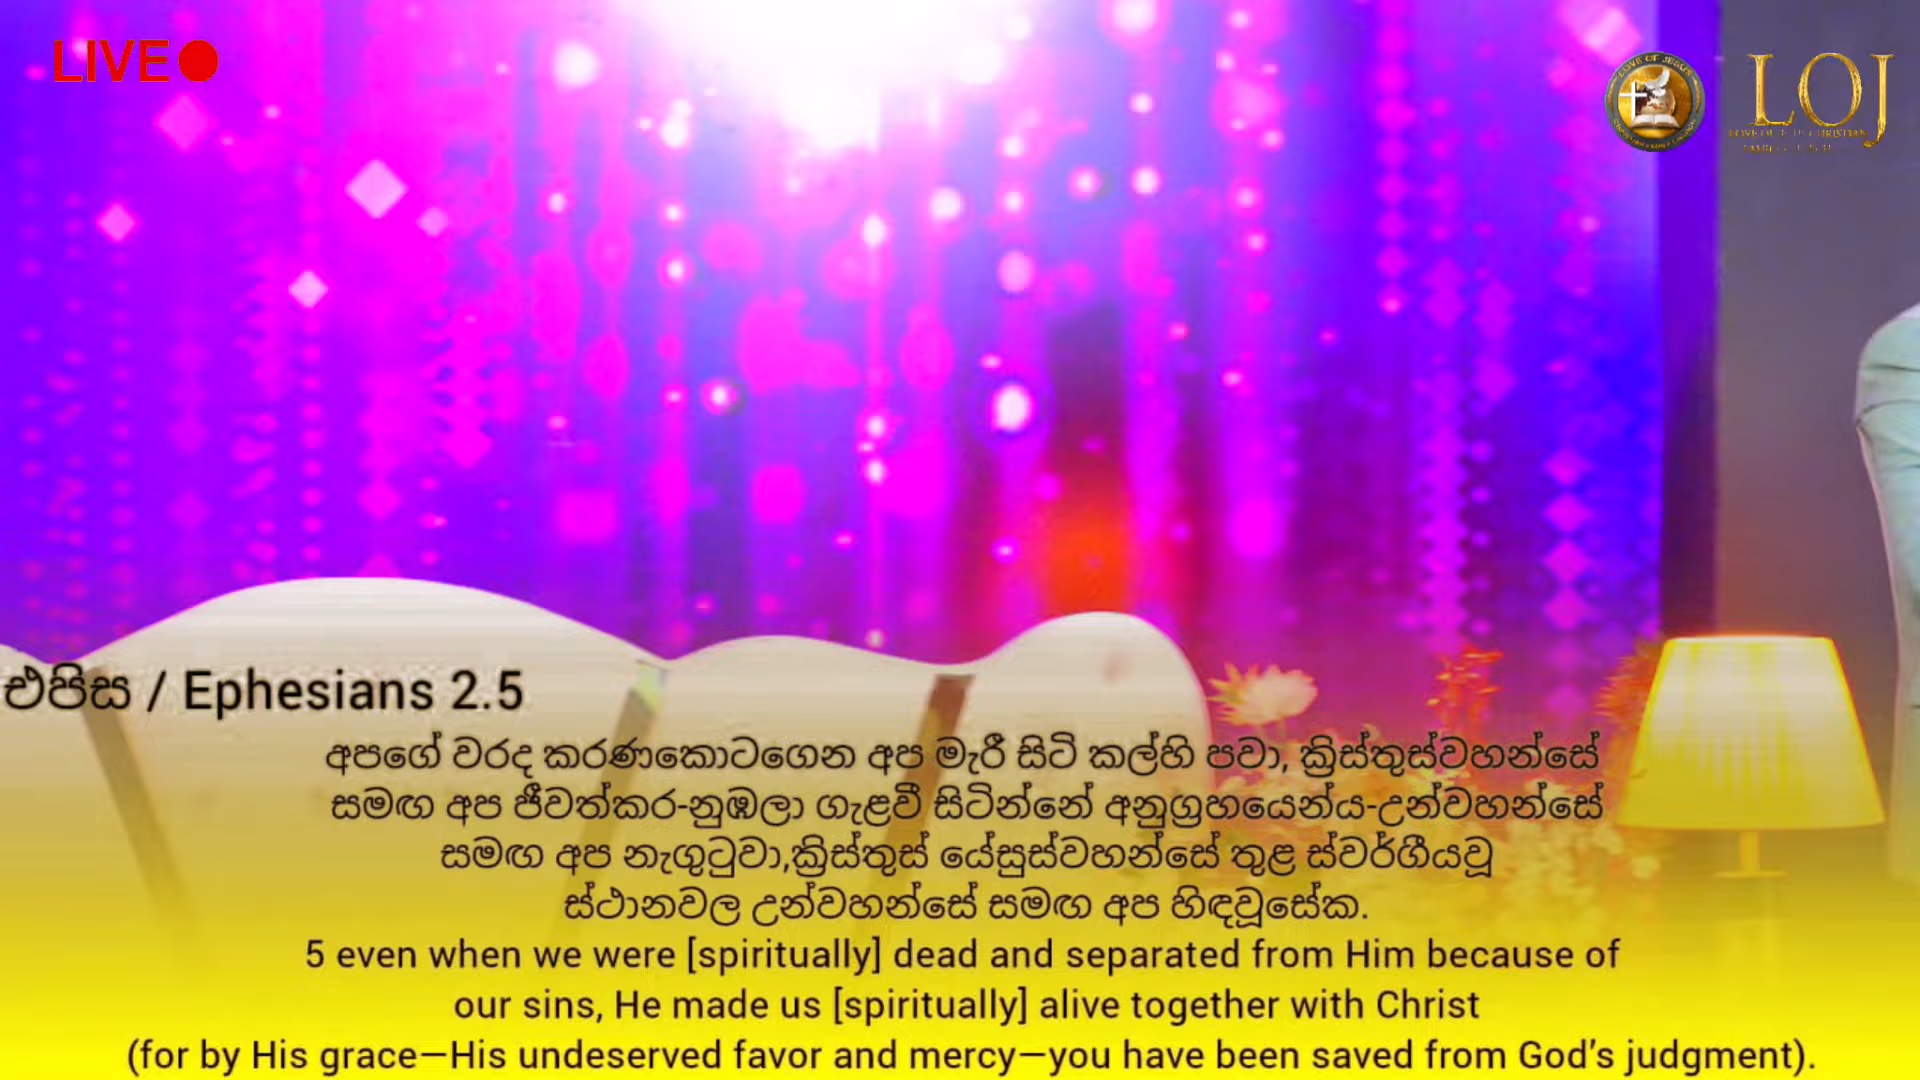 LIVE
LOVE OF JESUS
LOJ
එපිස / Ephesians 2.5
අපගේ වරද කරණකොටගෙන අප මැරී සිටි කල්හි පවා, ක්‍රිස්තුස්වහන්සේ
සමඟ අප ජීවත්කර-නුඹලා ගැළවී සිටින්නේ අනුග්‍රහයෙන්ය-උන්වහන්සේ
සමඟ අප නැගුටුවා,ක්‍රිස්තුස් යේසුස්වහන්සේ තුළ ස්වර්ගීයවූ
ස්ථානවල උන්වහන්සේ සමඟ අප හිඳවූසේක.
5 even when we were [spiritually] dead and separated from Him because of
our sins, He made us [spiritually] alive together with Christ
(for by His grace—His undeserved favor and mercy—you have been saved from God’s judgment).